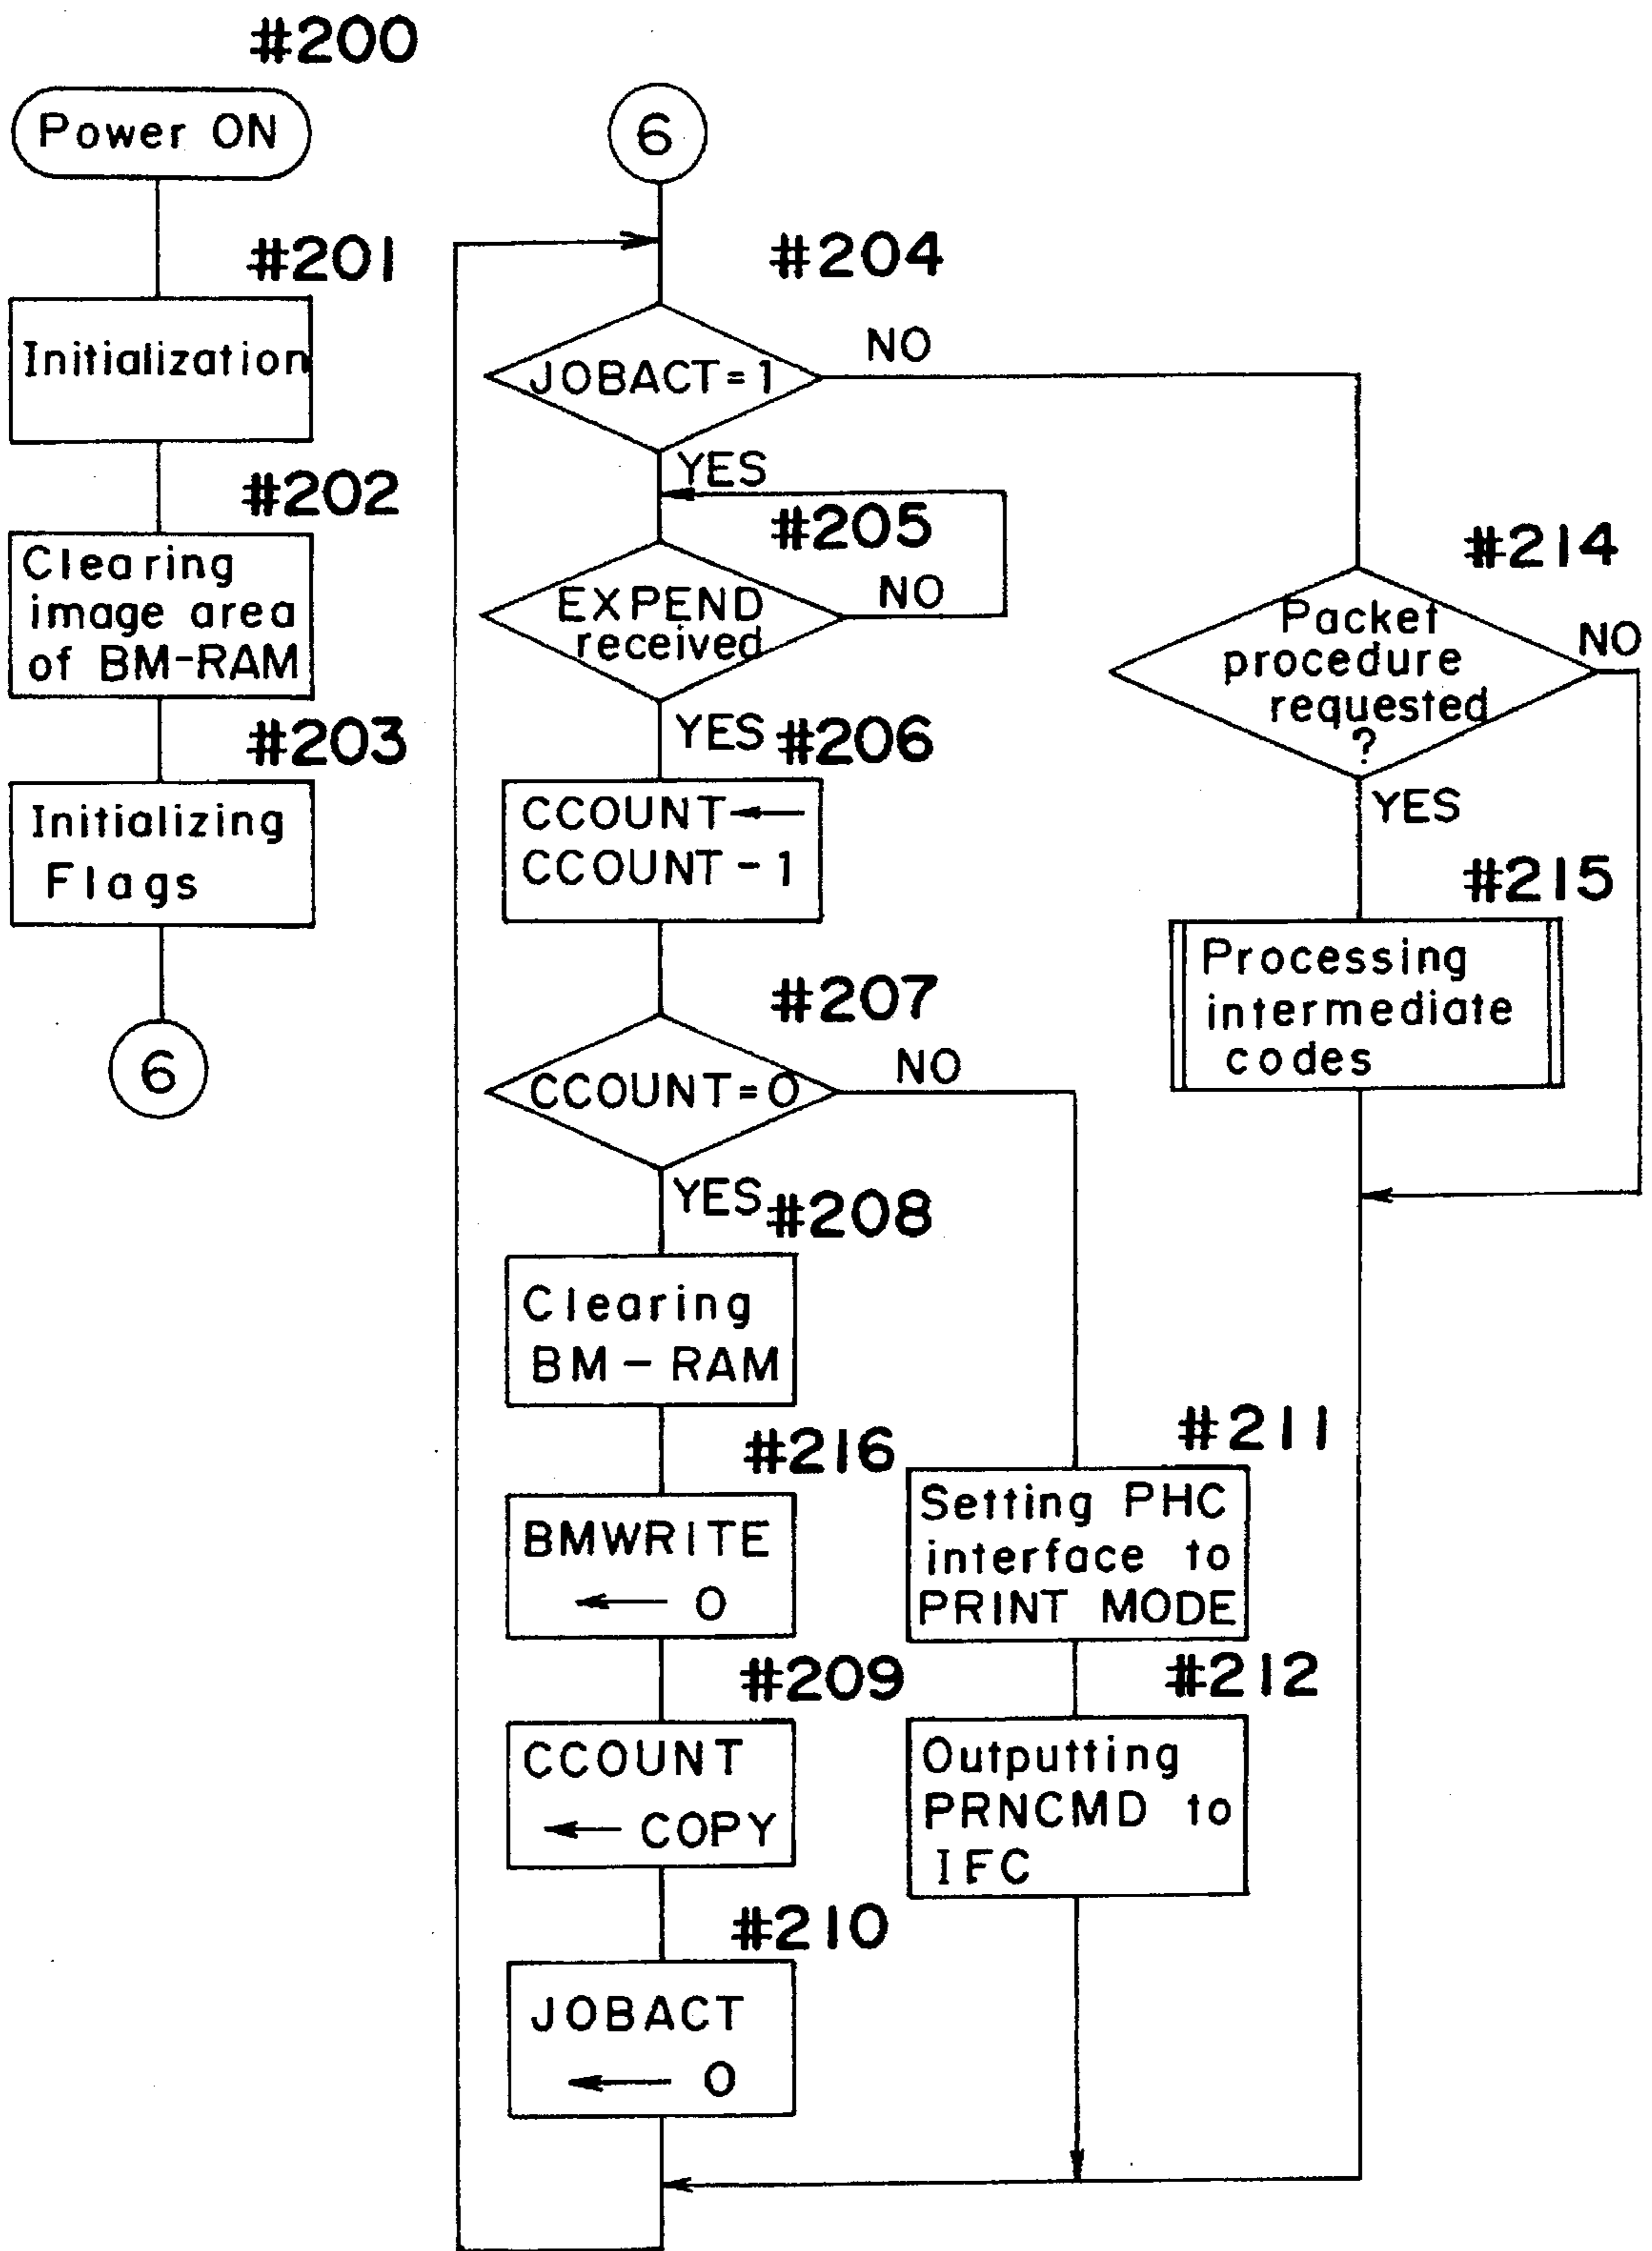 #200
Power ON
#201
Initialization
#202
Clearing
image area
of BM-RAM
#203
Initializing
Flags
6
6
#204
JOBACT=1
NO
YES
#205
EXPEND
received
NO
YES
#206
CCOUNT←
CCOUNT-1
#207
CCOUNT=0
NO
YES
#208
Clearing
BM-RAM
#216
BMWRITE
← 0
#209
CCOUNT
← COPY
#210
JOBACT
← 0
#211
Setting PHC
interface to
PRINT MODE
#212
Outputting
PRNCMD to
IFC
#214
Packet
procedure
requested
?
NO
YES
#215
Processing
intermediate
codes